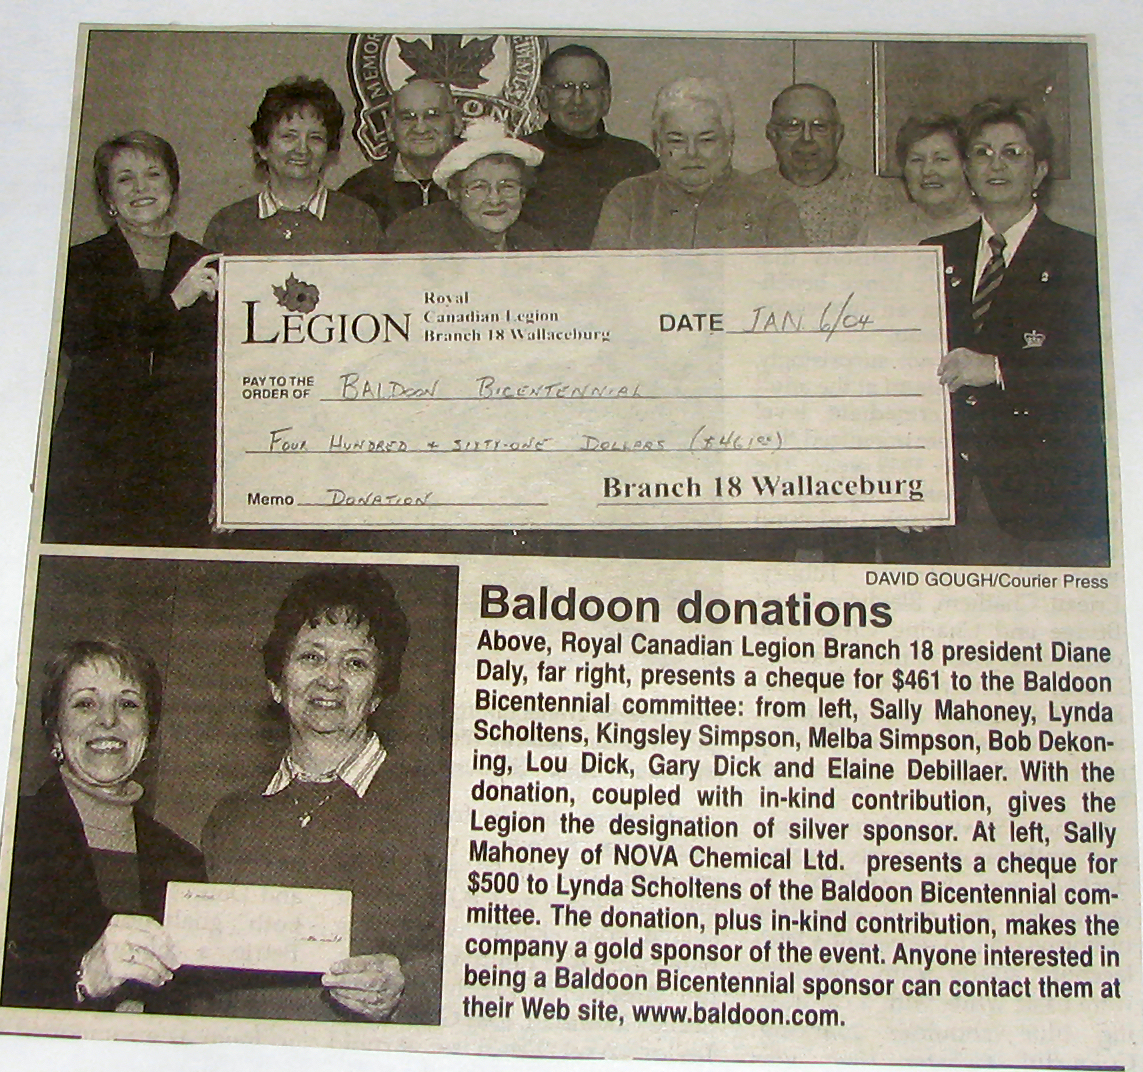 MEMOR
ION
LEGION
Royal
Canadian Legion
Branch 18 Wallaceburg
DATE JAN 6/04
PAY TO THE
ORDER OF BALDOON BICENTENNIAL
FOUR HUNDRED & SIXTY-ONE DOLLARS ($461.00)
Memo DONATION
Branch 18 Wallaceburg
DAVID GOUGH/Courier Press
Baldoon donations
Above, Royal Canadian Legion Branch 18 president Diane
Daly, far right, presents a cheque for $461 to the Baldoon
Bicentennial committee: from left, Sally Mahoney, Lynda
Scholtens, Kingsley Simpson, Melba Simpson, Bob Dekon-
ing, Lou Dick, Gary Dick and Elaine Debillaer. With the
donation, coupled with in-kind contribution, gives the
Legion the designation of silver sponsor. At left, Sally
Mahoney of NOVA Chemical Ltd. presents a cheque for
$500 to Lynda Scholtens of the Baldoon Bicentennial com-
mittee. The donation, plus in-kind contribution, makes the
company a gold sponsor of the event. Anyone interested in
being a Baldoon Bicentennial sponsor can contact them at
their Web site, www.baldoon.com.